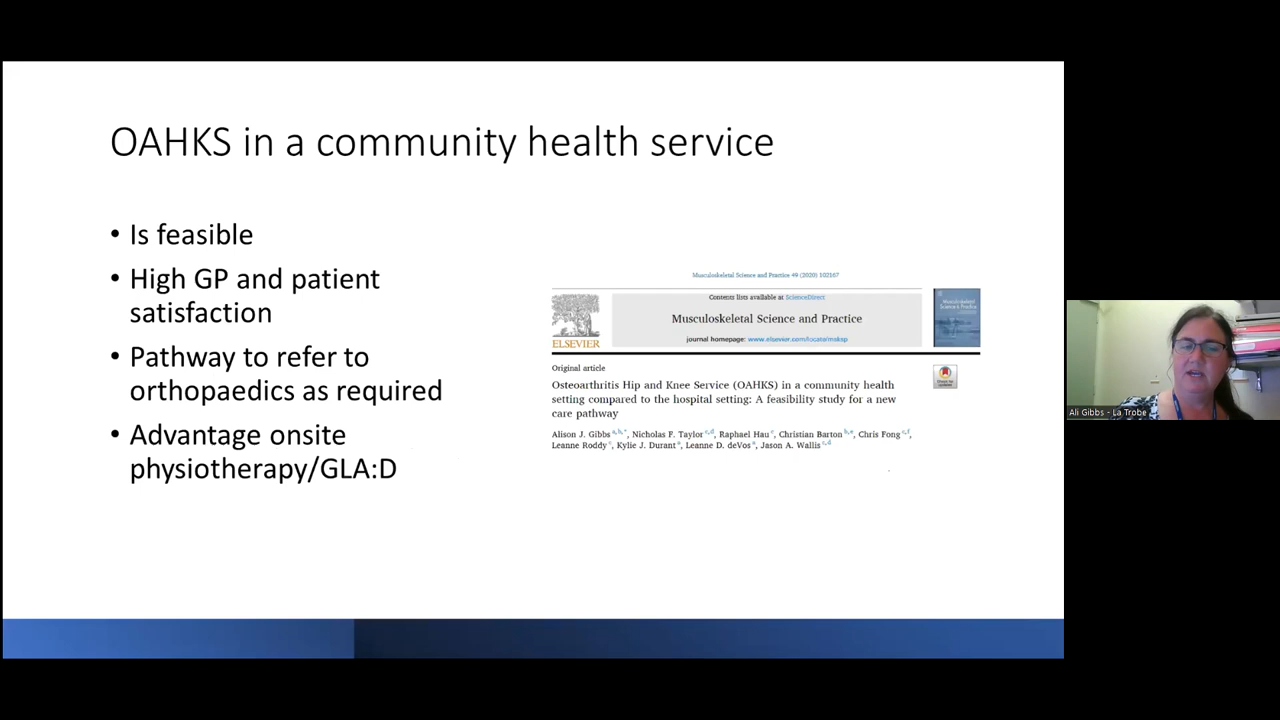 OAHKS in a community health service
• Is feasible
• High GP and patient
satisfaction
• Pathway to refer to
orthopaedics as required
• Advantage onsite
physiotherapy/GLA:D
Musculoskeletal Science and Practice 49 (2020) 102167
Contents lists available at ScienceDirect
Musculoskeletal Science and Practice
journal homepage: www.elsevier.com/locate/msksp
ELSEVIER
Original article
Osteoarthritis Hip and Knee Service (OAHKS) in a community health
setting compared to the hospital setting: A feasibility study for a new
care pathway
Alison J. Gibbs a,b,*, Nicholas F. Taylor c,d, Raphael Hau e, Christian Barton b,e, Chris Fong c,f,
Leanne Roddy c, Kylie J. Durant a, Leanne D. deVos a, Jason A. Wallis c,d
Ali Gibbs - La Trobe